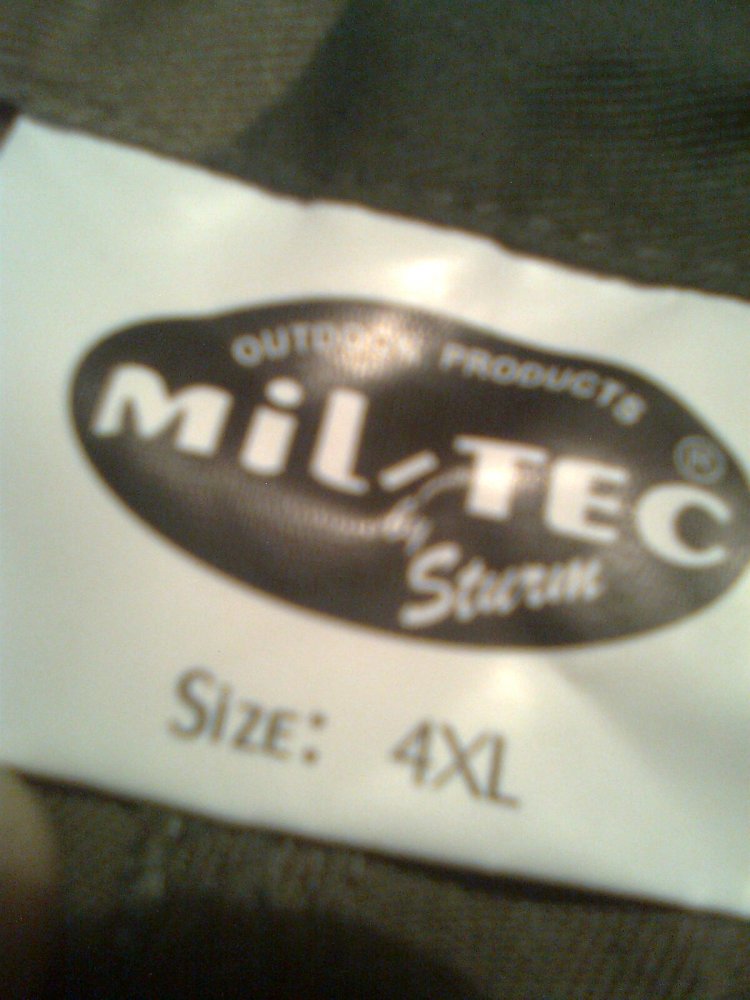 OUTDOOR PRODUCTS
MiL-TEC ®
by
Sturm
SIZE: 4XL